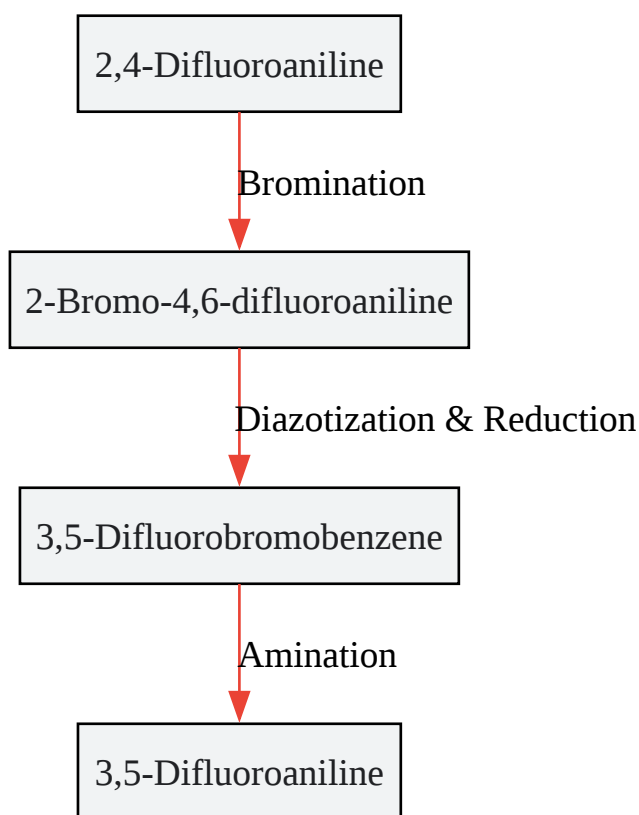 2,4-Difluoroaniline
Bromination
2-Bromo-4,6-difluoroaniline
Diazotization & Reduction
3,5-Difluorobromobenzene
Amination
3,5-Difluoroaniline